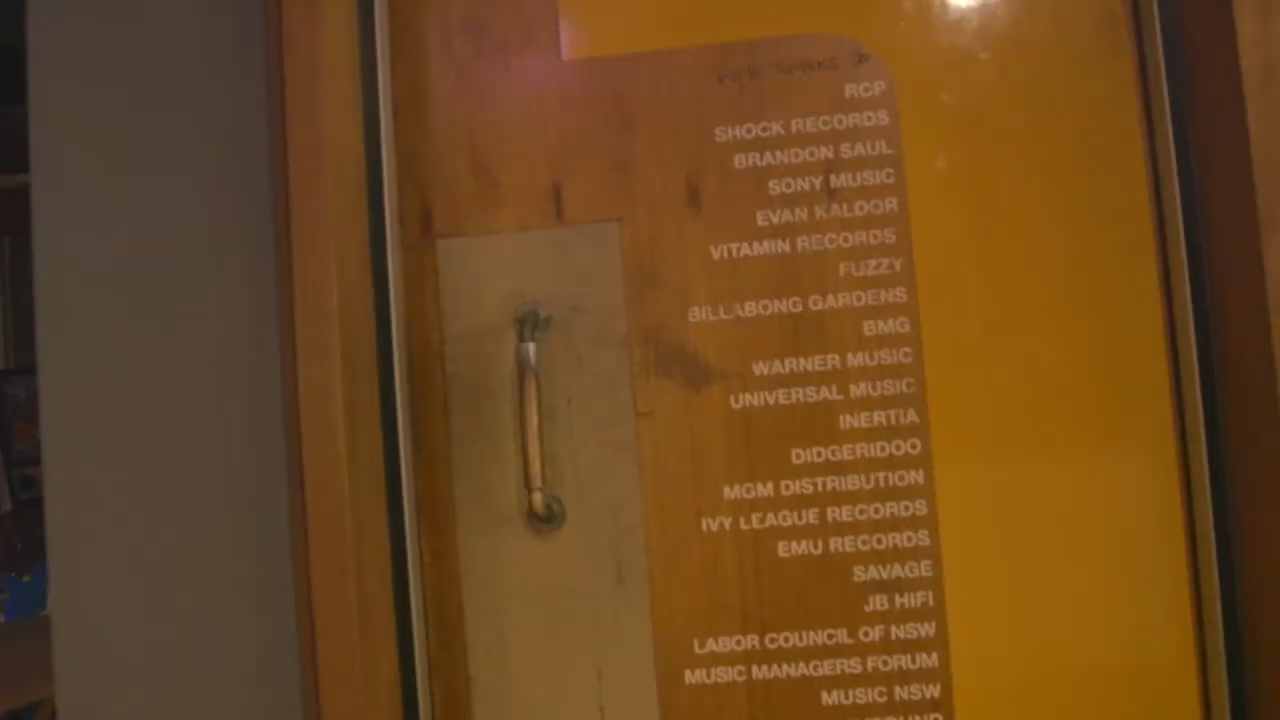 RCP
SHOCK RECORDS
BRANDON SAUL
SONY MUSIC
EVAN KALDOR
VITAMIN RECORDS
FUZZY
BILLABONG GARDENS
BMG
WARNER MUSIC
UNIVERSAL MUSIC
INERTIA
DIDGERIDOO
MGM DISTRIBUTION
IVY LEAGUE RECORDS
EMU RECORDS
SAVAGE
JB HIFI
LABOR COUNCIL OF NSW
MUSIC MANAGERS FORUM
MUSIC NSW